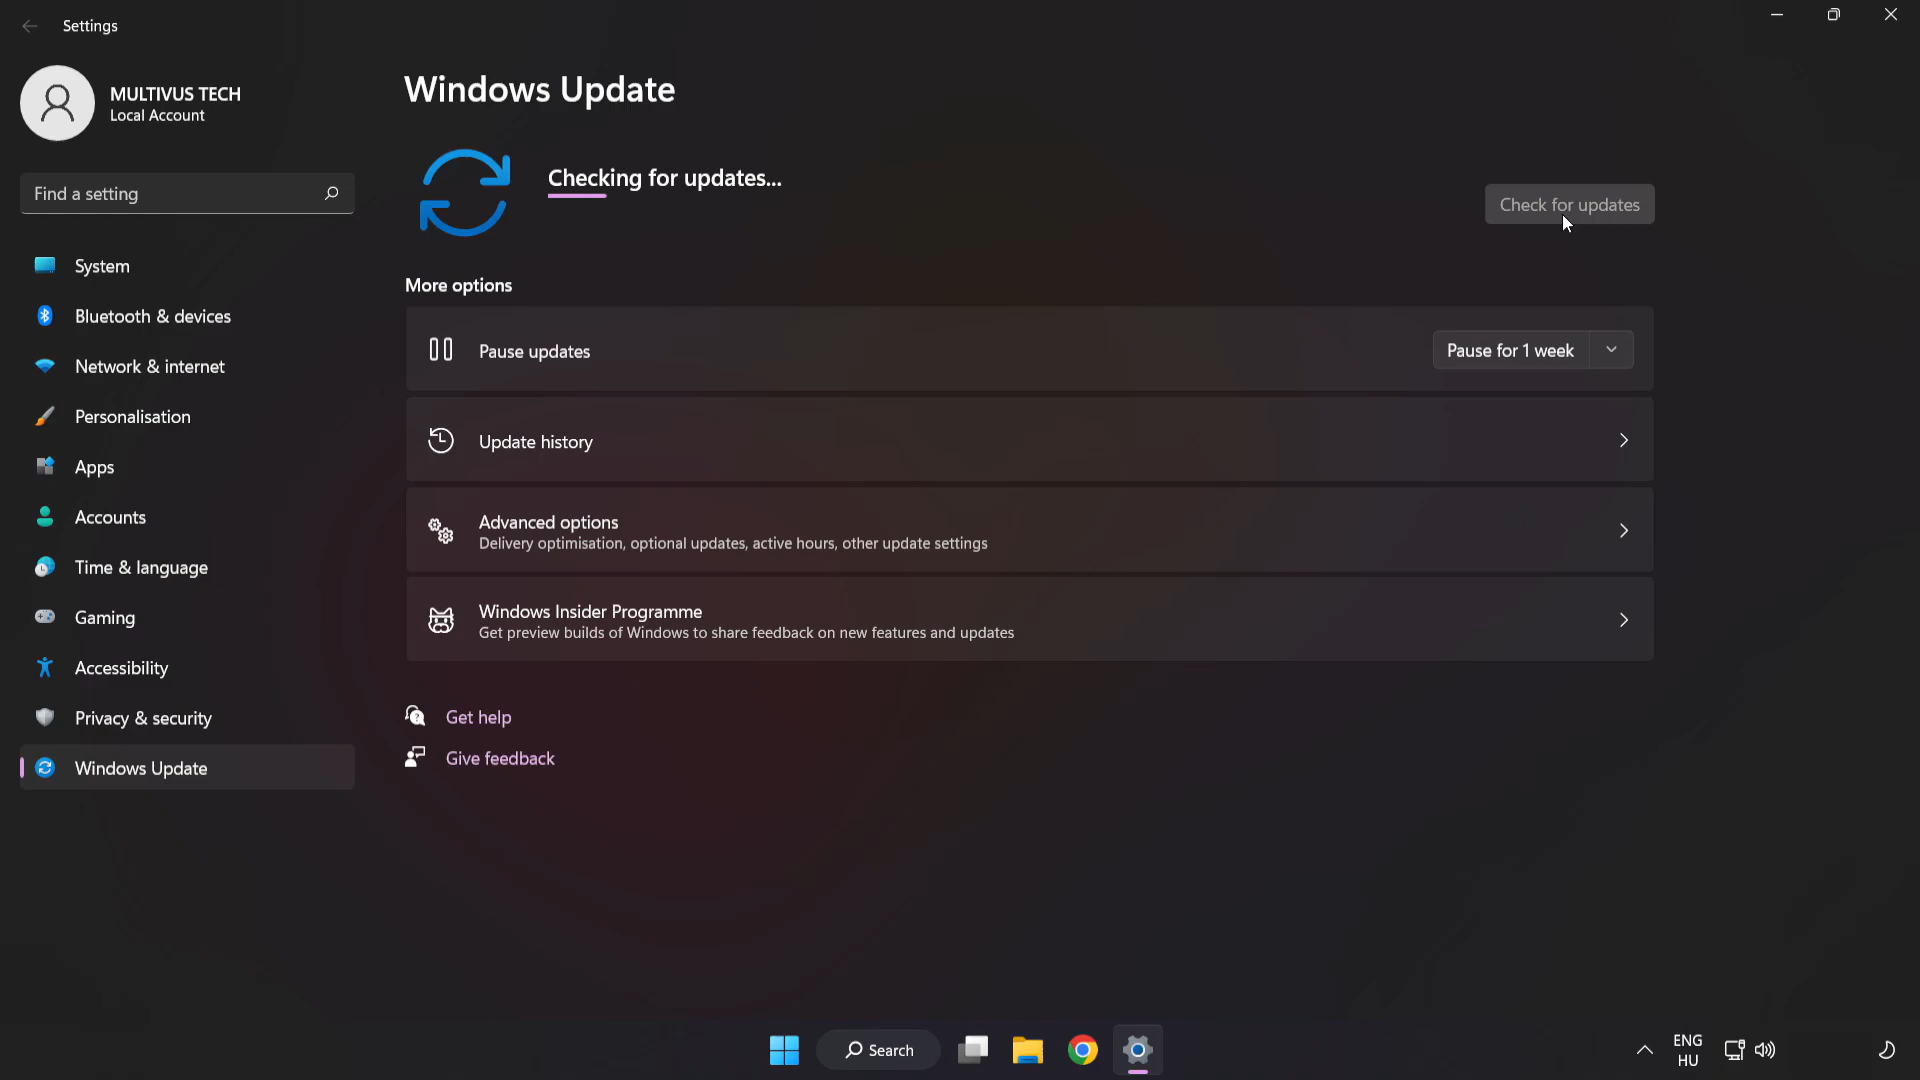 Settings
MULTIVUS TECH
Local Account
Find a setting
System
Bluetooth & devices
Network & internet
Personalisation
Apps
Accounts
Time & language
Gaming
Accessibility
Privacy & security
Windows Update
Windows Update
Checking for updates...
Check for updates
More options
Pause updates
Pause for 1 week
Update history
Advanced options
Delivery optimisation, optional updates, active hours, other update settings
Windows Insider Programme
Get preview builds of Windows to share feedback on new features and updates
Get help
Give feedback
Search
ENG
HU